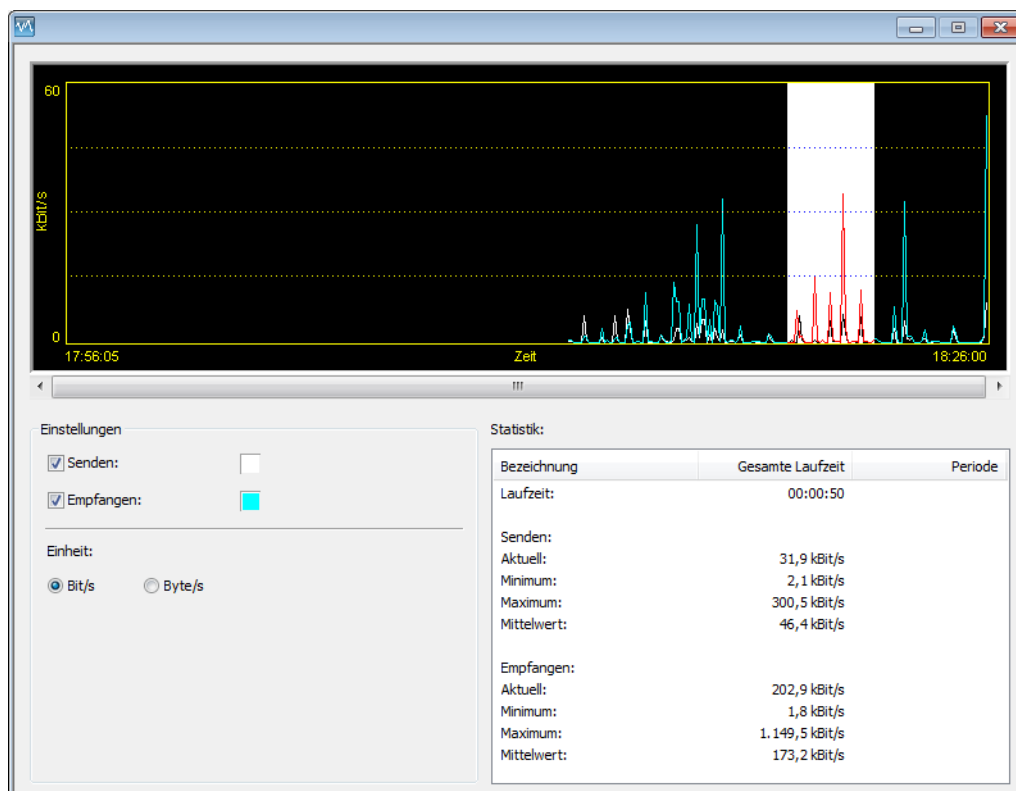 60
kBit/s
0
17:56:05 Zeit 18:26:00
Einstellungen
Senden:
Empfangen:
Einheit:
Bit/s Byte/s
Statistik:
Bezeichnung Gesamte Laufzeit Periode
Laufzeit: 00:00:50
Senden:
Aktuell: 31,9 kBit/s
Minimum: 2,1 kBit/s
Maximum: 300,5 kBit/s
Mittelwert: 46,4 kBit/s
Empfangen:
Aktuell: 202,9 kBit/s
Minimum: 1,8 kBit/s
Maximum: 1.149,5 kBit/s
Mittelwert: 173,2 kBit/s